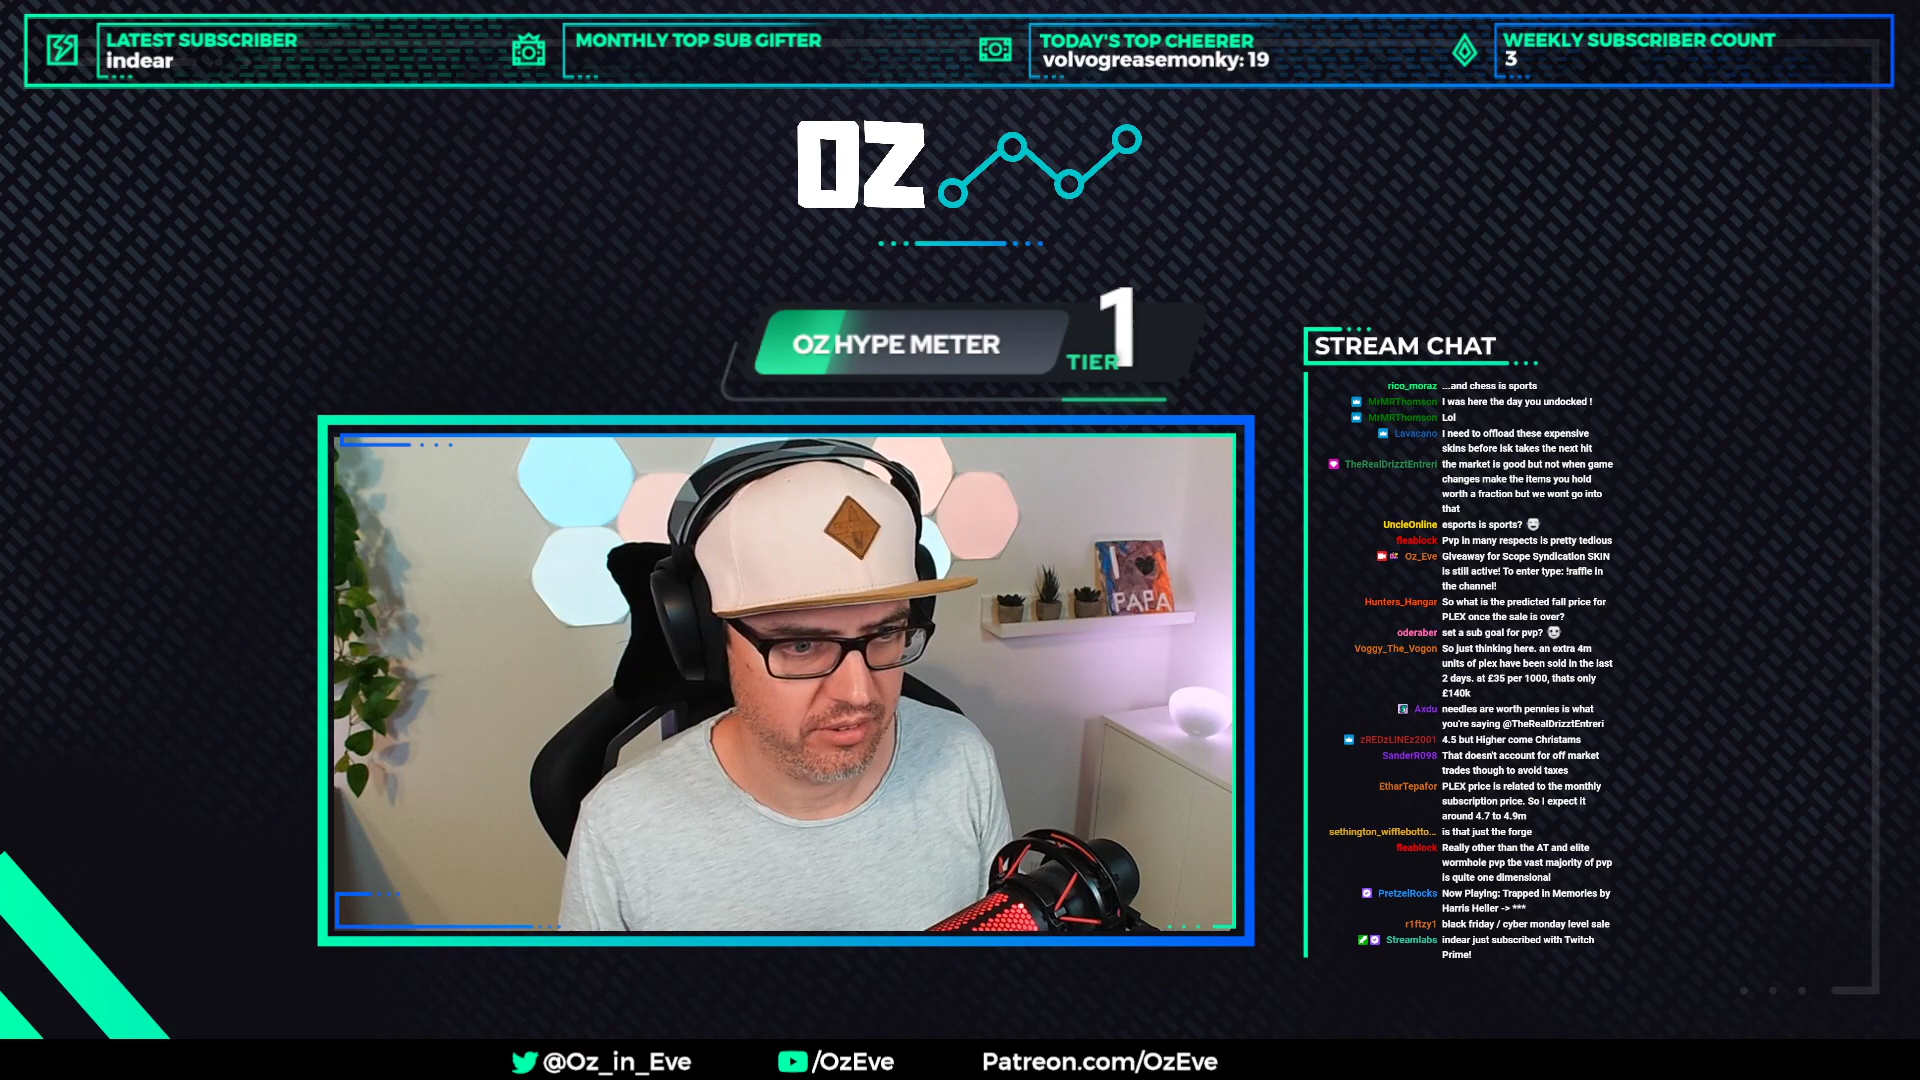 LATEST SUBSCRIBER
indear
MONTHLY TOP SUB GIFTER
TODAY'S TOP CHEERER
volvogreasemonky: 19
WEEKLY SUBSCRIBER COUNT
3
OZ
OZ HYPE METER
TIER 1
I
PAPA
STREAM CHAT
rico_moraz ...and chess is sports
MrMRThomson I was here the day you undocked !
MrMRThomson Lol
Lavacano I need to offload these expensive
skins before isk takes the next hit
TheRealDrizztEntreri the market is good but not when game
changes make the items you hold
worth a fraction but we wont go into
that
UncleOnline esports is sports?
fleablock Pvp in many respects is pretty tedious
Oz_Eve Giveaway for Scope Syndication SKIN
is still active! To enter type: !raffle in
the channel!
Hunters_Hangar So what is the predicted fall price for
PLEX once the sale is over?
oderaber set a sub goal for pvp?
Voggy_The_Vogon So just thinking here. an extra 4m
units of plex have been sold in the last
2 days. at £35 per 1000, thats only
£140k
Axdu needles are worth pennies is what
you're saying @TheRealDrizztEntreri
zREDzLINEz2001 4.5 but Higher come Christams
SanderR098 That doesn't account for off market
trades though to avoid taxes
EtharTepafor PLEX price is related to the monthly
subscription price. So I expect it
around 4.7 to 4.9m
sethington_wifflebotto... is that just the forge
fleablock Really other than the AT and elite
wormhole pvp tbe vast majority of pvp
is quite one dimensional
PretzelRocks Now Playing: Trapped in Memories by
Harris Heller -> ***
r1ftzy1 black friday / cyber monday level sale
Streamlabs indear just subscribed with Twitch
Prime!
@Oz_in_Eve
/OzEve
Patreon.com/OzEve